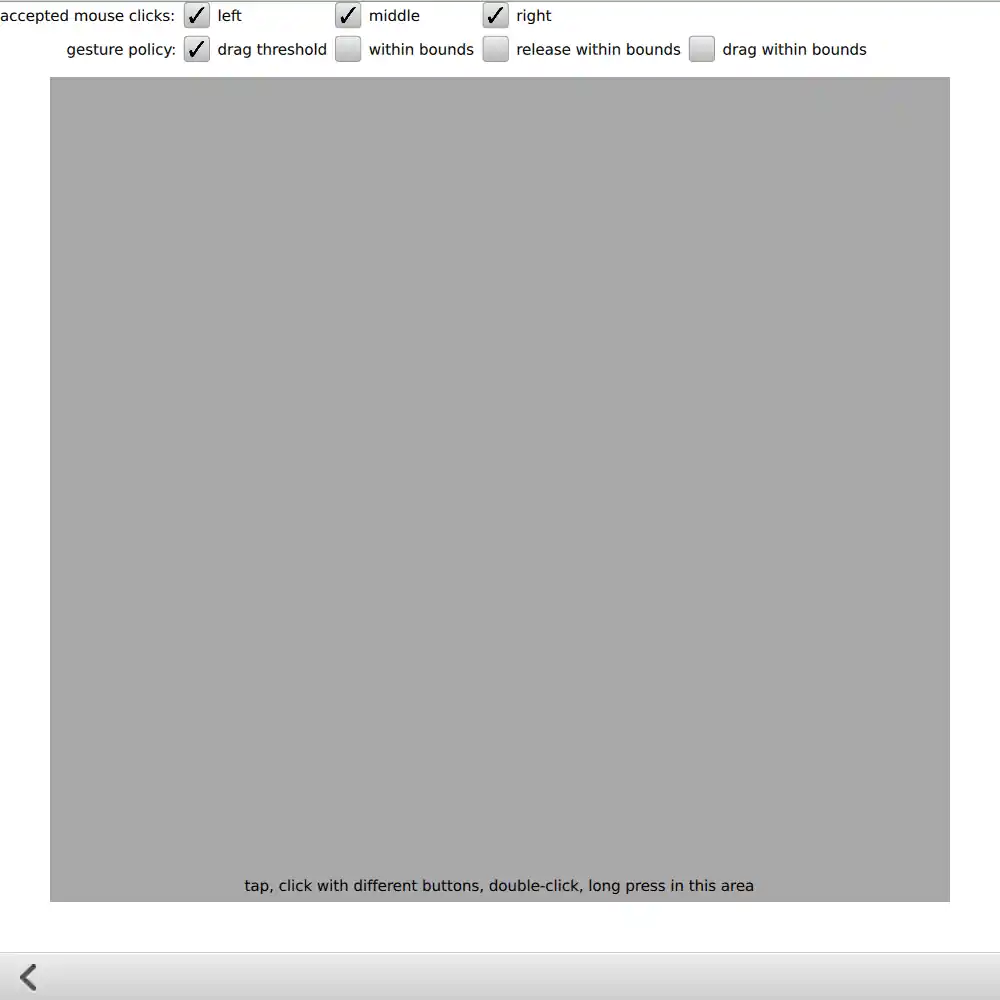 accepted mouse clicks: left middle right
gesture policy: drag threshold within bounds release within bounds drag within bounds
tap, click with different buttons, double-click, long press in this area